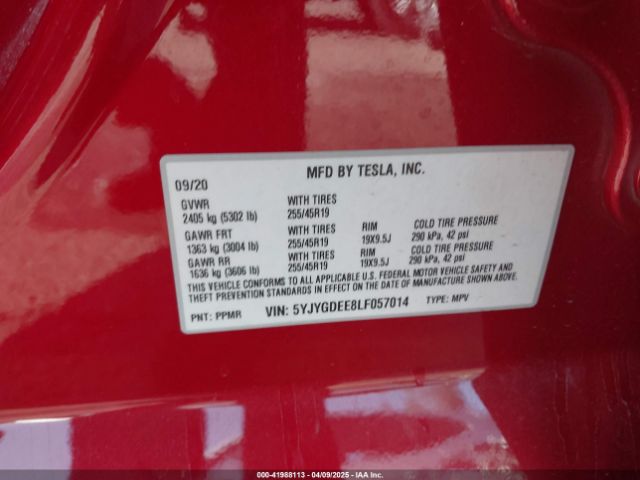 MFD BY TESLA, INC.
09/20
GVWR WITH TIRES
2405 kg (5302 lb) 255/45R19
GAWR FRT WITH TIRES RIM COLD TIRE PRESSURE
1363 kg (3004 lb) 255/45R19 19X9.5J 290 kPa, 42 psi
GAWR RR WITH TIRES RIM COLD TIRE PRESSURE
1636 kg (3606 lb) 255/45R19 19X9.5J 290 kPa, 42 psi
THIS VEHICLE CONFORMS TO ALL APPLICABLE U.S. FEDERAL MOTOR VEHICLE SAFETY AND
THEFT PREVENTION STANDARDS IN EFFECT ON THE DATE OF MANUFACTURE SHOWN ABOVE.
PNT: PPMR VIN: 5YJYGDEE8LF057014 TYPE: MPV
000-41988113 | 04/09/2025 | IAA Inc.